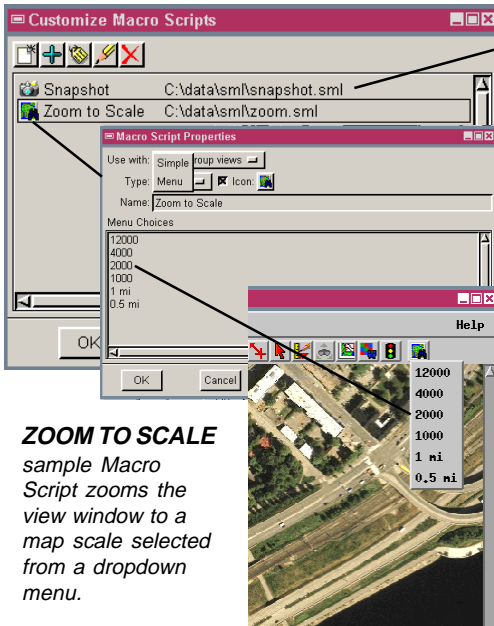 Customize Macro Scripts
Snapshot C:\data\sml\snapshot.sml
Zoom to Scale C:\data\sml\zoom.sml
Macro Script Properties
Use with: roup views
Simple
Type: Menu Icon:
Name: Zoom to Scale
Menu Choices
12000
4000
2000
1000
1 mi
0.5 mi
OK
OK Cancel
Help
12000
4000
2000
1000
1 mi
0.5 mi
ZOOM TO SCALE
sample Macro
Script zooms the
view window to a
map scale selected
from a dropdown
menu.